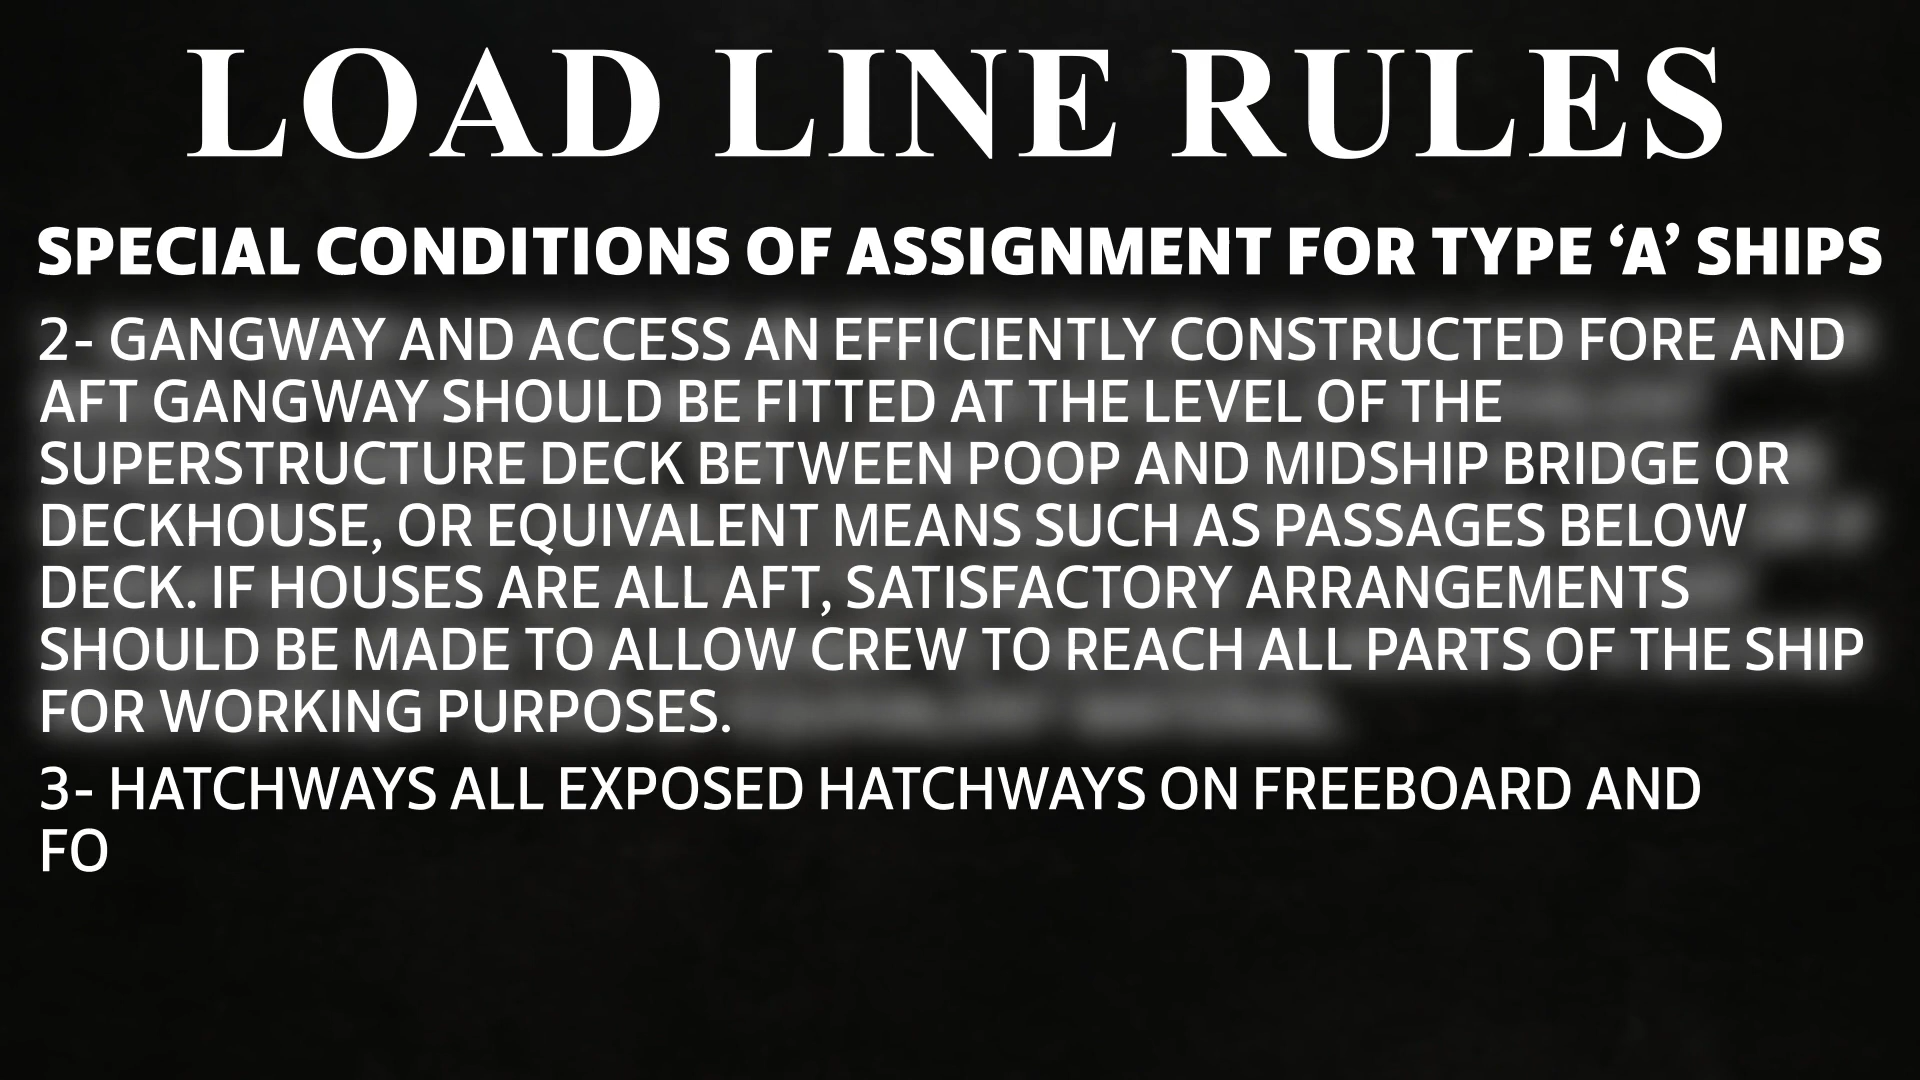 LOAD LINE RULES
SPECIAL CONDITIONS OF ASSIGNMENT FOR TYPE ‘A’ SHIPS
2- GANGWAY AND ACCESS AN EFFICIENTLY CONSTRUCTED FORE AND
AFT GANGWAY SHOULD BE FITTED AT THE LEVEL OF THE
SUPERSTRUCTURE DECK BETWEEN POOP AND MIDSHIP BRIDGE OR
DECKHOUSE, OR EQUIVALENT MEANS SUCH AS PASSAGES BELOW
DECK. IF HOUSES ARE ALL AFT, SATISFACTORY ARRANGEMENTS
SHOULD BE MADE TO ALLOW CREW TO REACH ALL PARTS OF THE SHIP
FOR WORKING PURPOSES.
3- HATCHWAYS ALL EXPOSED HATCHWAYS ON FREEBOARD AND
FO